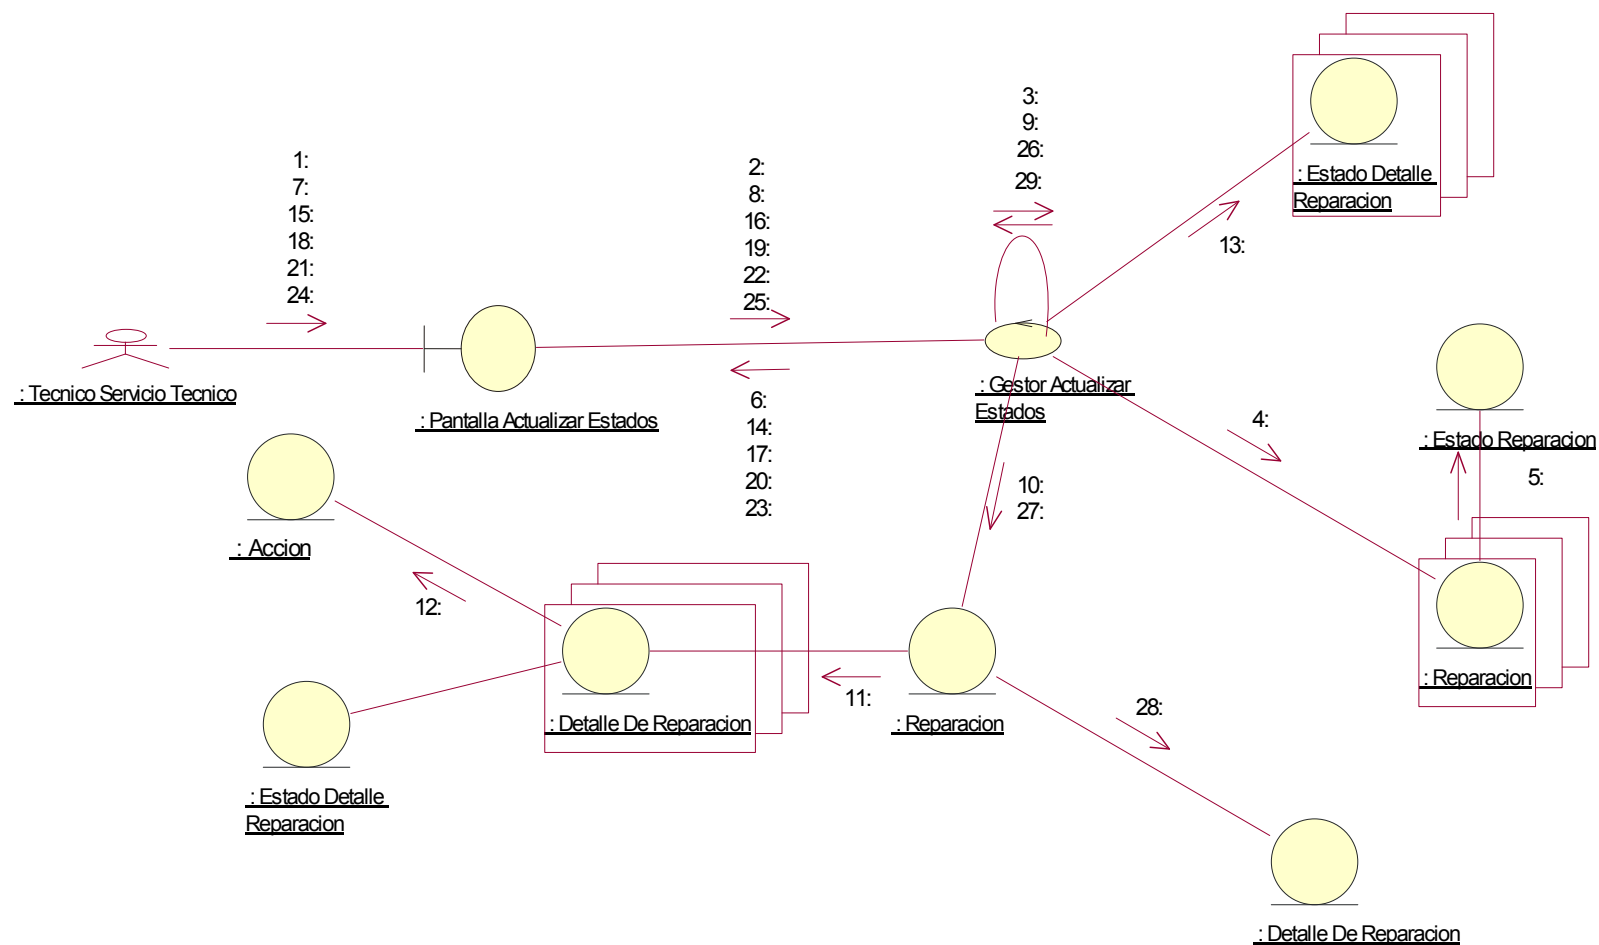 3:
9:
26:
29:
: Estado Detalle
Reparacion
13:
1:
7:
15:
18:
21:
24:
2:
8:
16:
19:
22:
25:
: Tecnico Servicio Tecnico
: Pantalla Actualizar Estados
: Gestor Actualizar
Estados
6:
14:
17:
20:
23:
4:
: Estado Reparacion
5:
10:
27:
: Accion
12:
: Reparacion
11:
: Detalle De Reparacion
: Reparacion
28:
: Estado Detalle
Reparacion
: Detalle De Reparacion